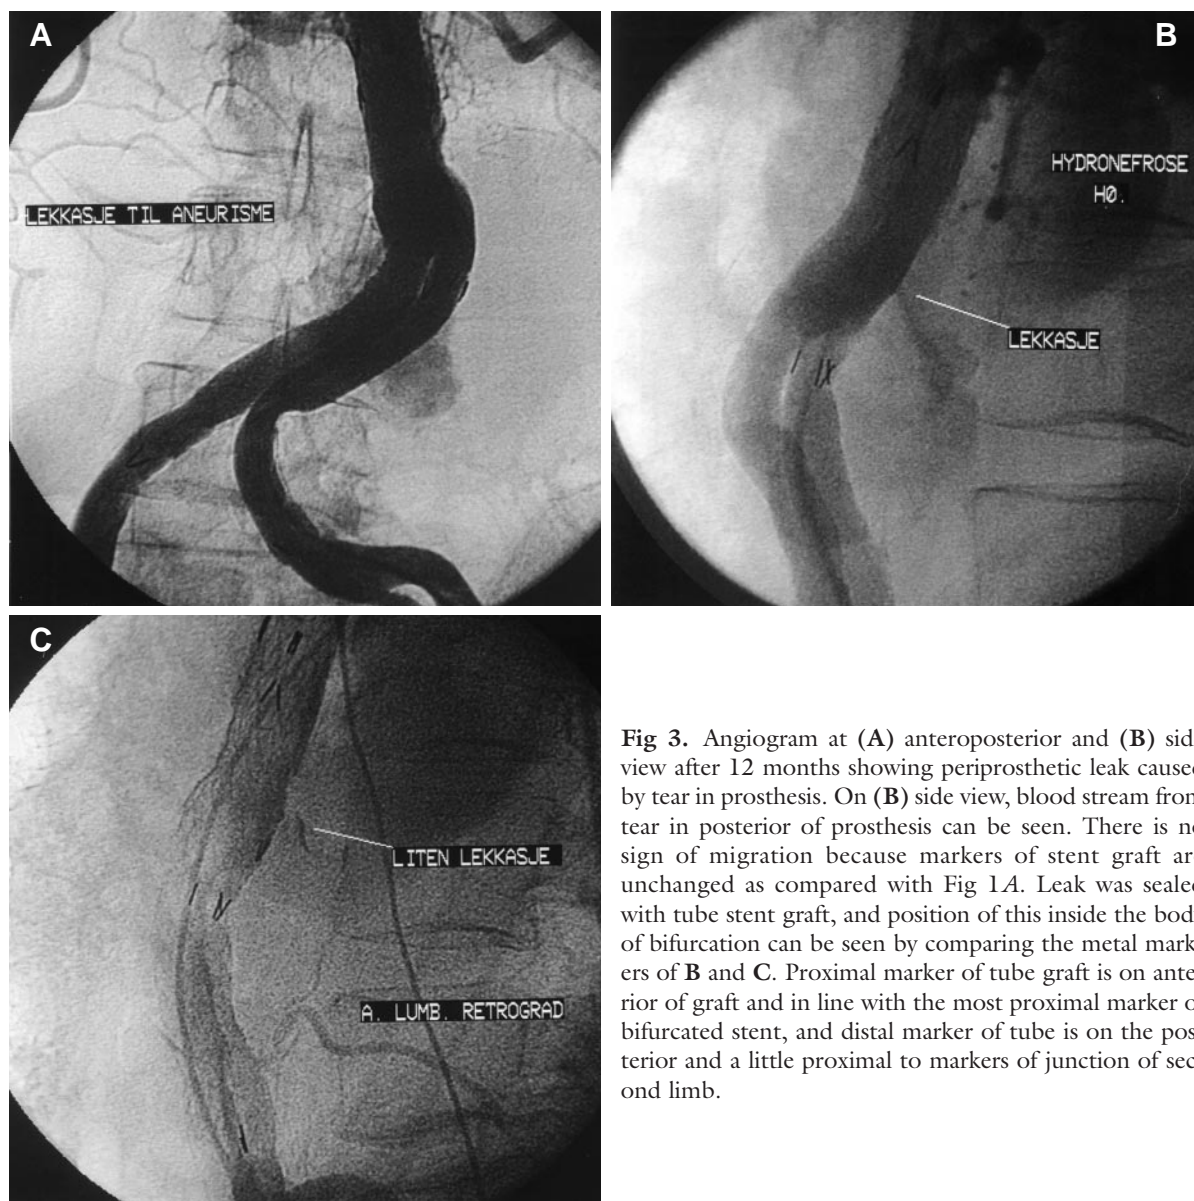 A
LEKKASJE TIL ANEURISME
B
HYDRONEFROSE
HØ.
LEKKASJE
C
LITEN LEKKASJE
A. LUMB. RETROGRAD
Fig 3. Angiogram at (A) anteroposterior and (B) sid
view after 12 months showing periprosthetic leak caused
by tear in prosthesis. On (B) side view, blood stream from
tear in posterior of prosthesis can be seen. There is no
sign of migration because markers of stent graft ar
unchanged as compared with Fig 1A. Leak was sealed
with tube stent graft, and position of this inside the bod
of bifurcation can be seen by comparing the metal mark
ers of B and C. Proximal marker of tube graft is on ante
rior of graft and in line with the most proximal marker o
bifurcated stent, and distal marker of tube is on the pos
terior and a little proximal to markers of junction of sec
ond limb.